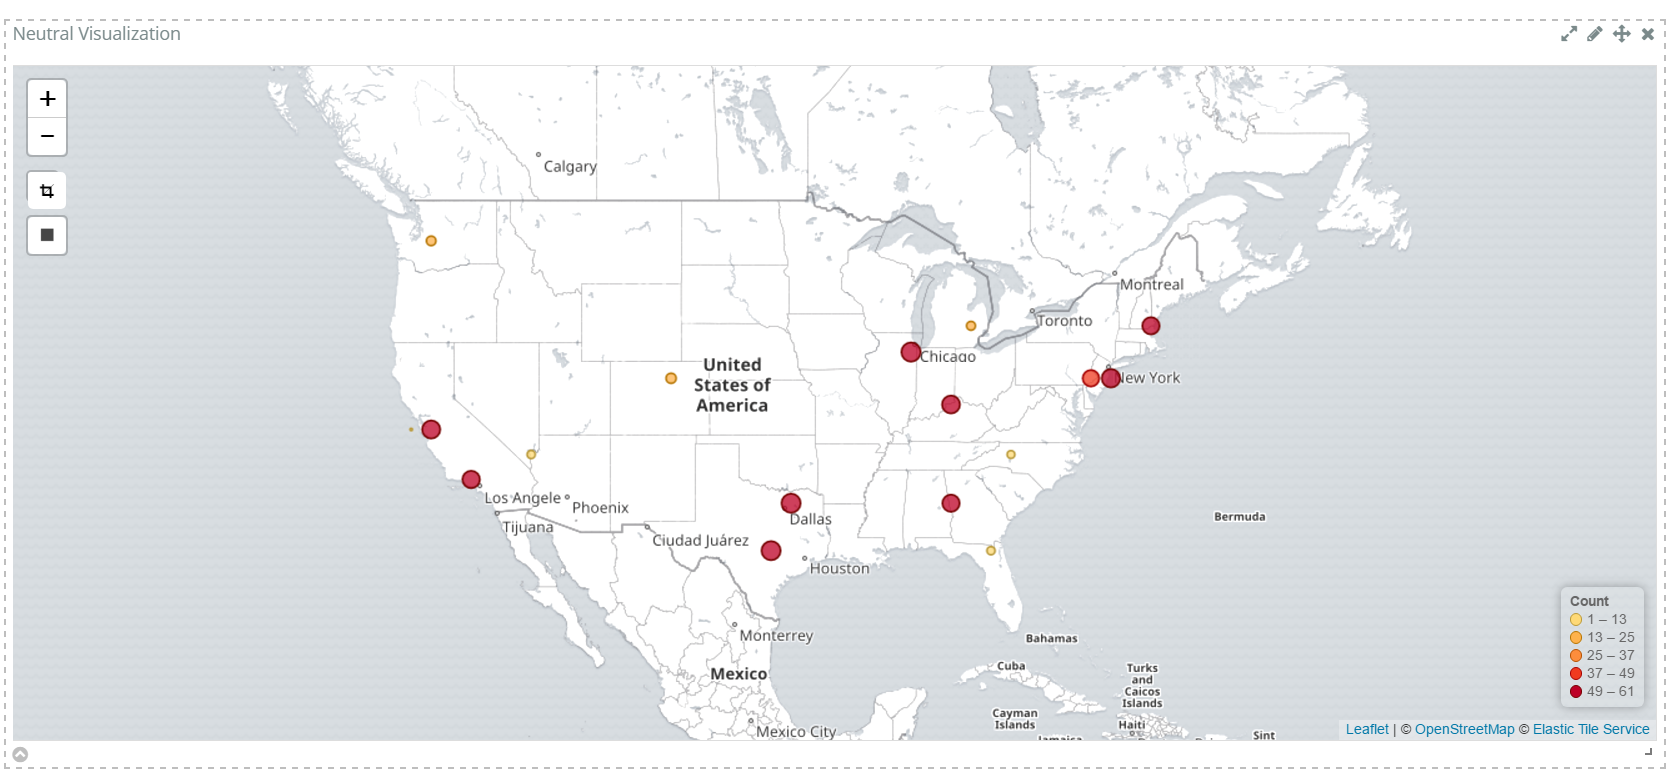 Neutral Visualization
+
−
Calgary
Montreal
Toronto
Chicago
New York
United
States of
America
Los Angele
Phoenix
Tijuana
Dallas
Ciudad Juárez
Houston
Bermuda
Monterrey
Mexico
Mexico City
Bahamas
Cuba
Turks
and
Caicos
Islands
Cayman
Islands
Haiti
Jamaica
Sint
Count
1 – 13
13 – 25
25 – 37
37 – 49
49 – 61
Leaflet | © OpenStreetMap © Elastic Tile Service